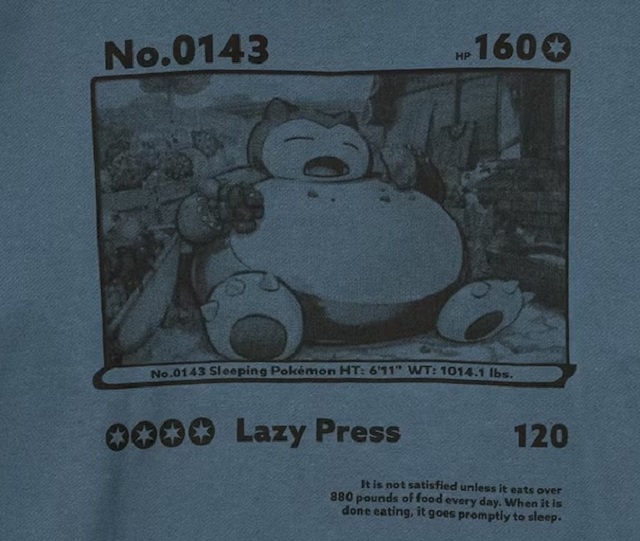 No.0143 HP 160
No.0143 Sleeping Pokémon HT: 6'11" WT: 1014.1 lbs.
Lazy Press 120
It is not satisfied unless it eats over
880 pounds of food every day. When it is
done eating, it goes promptly to sleep.